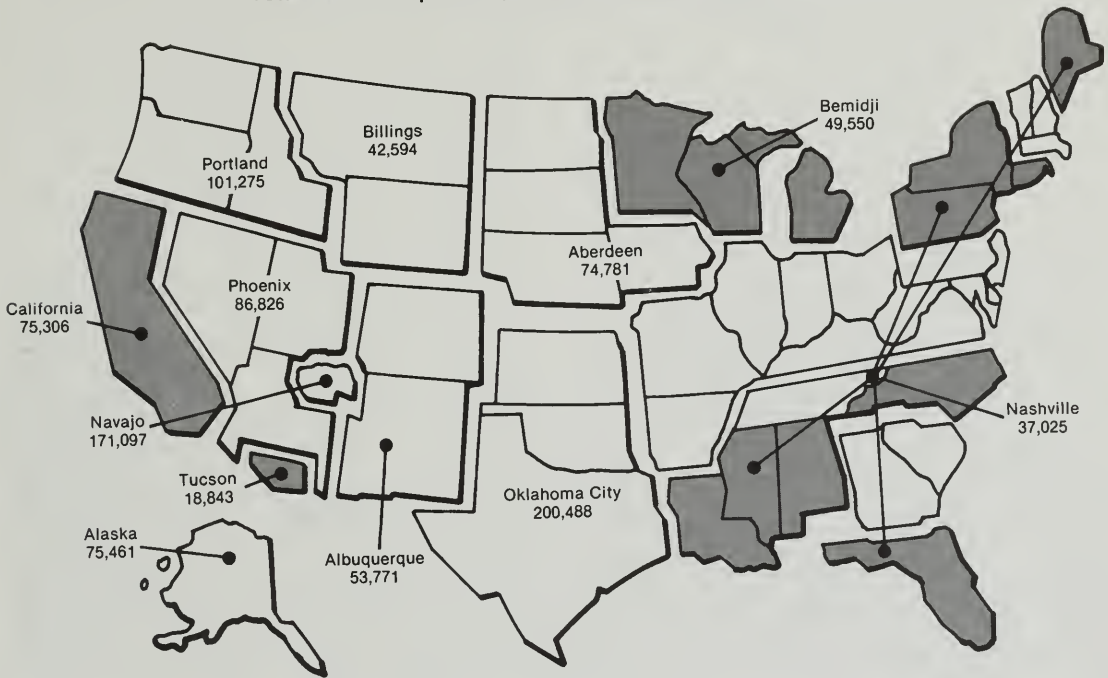 Bemidji
49,550
Billings
42,594
Portland
101,275
Aberdeen
74,781
Phoenix
86,826
California
75,306
Navajo
171,097
Nashville
37,025
Tucson
18,843
Oklahoma City
200,488
Alaska
75,461
Albuquerque
53,771